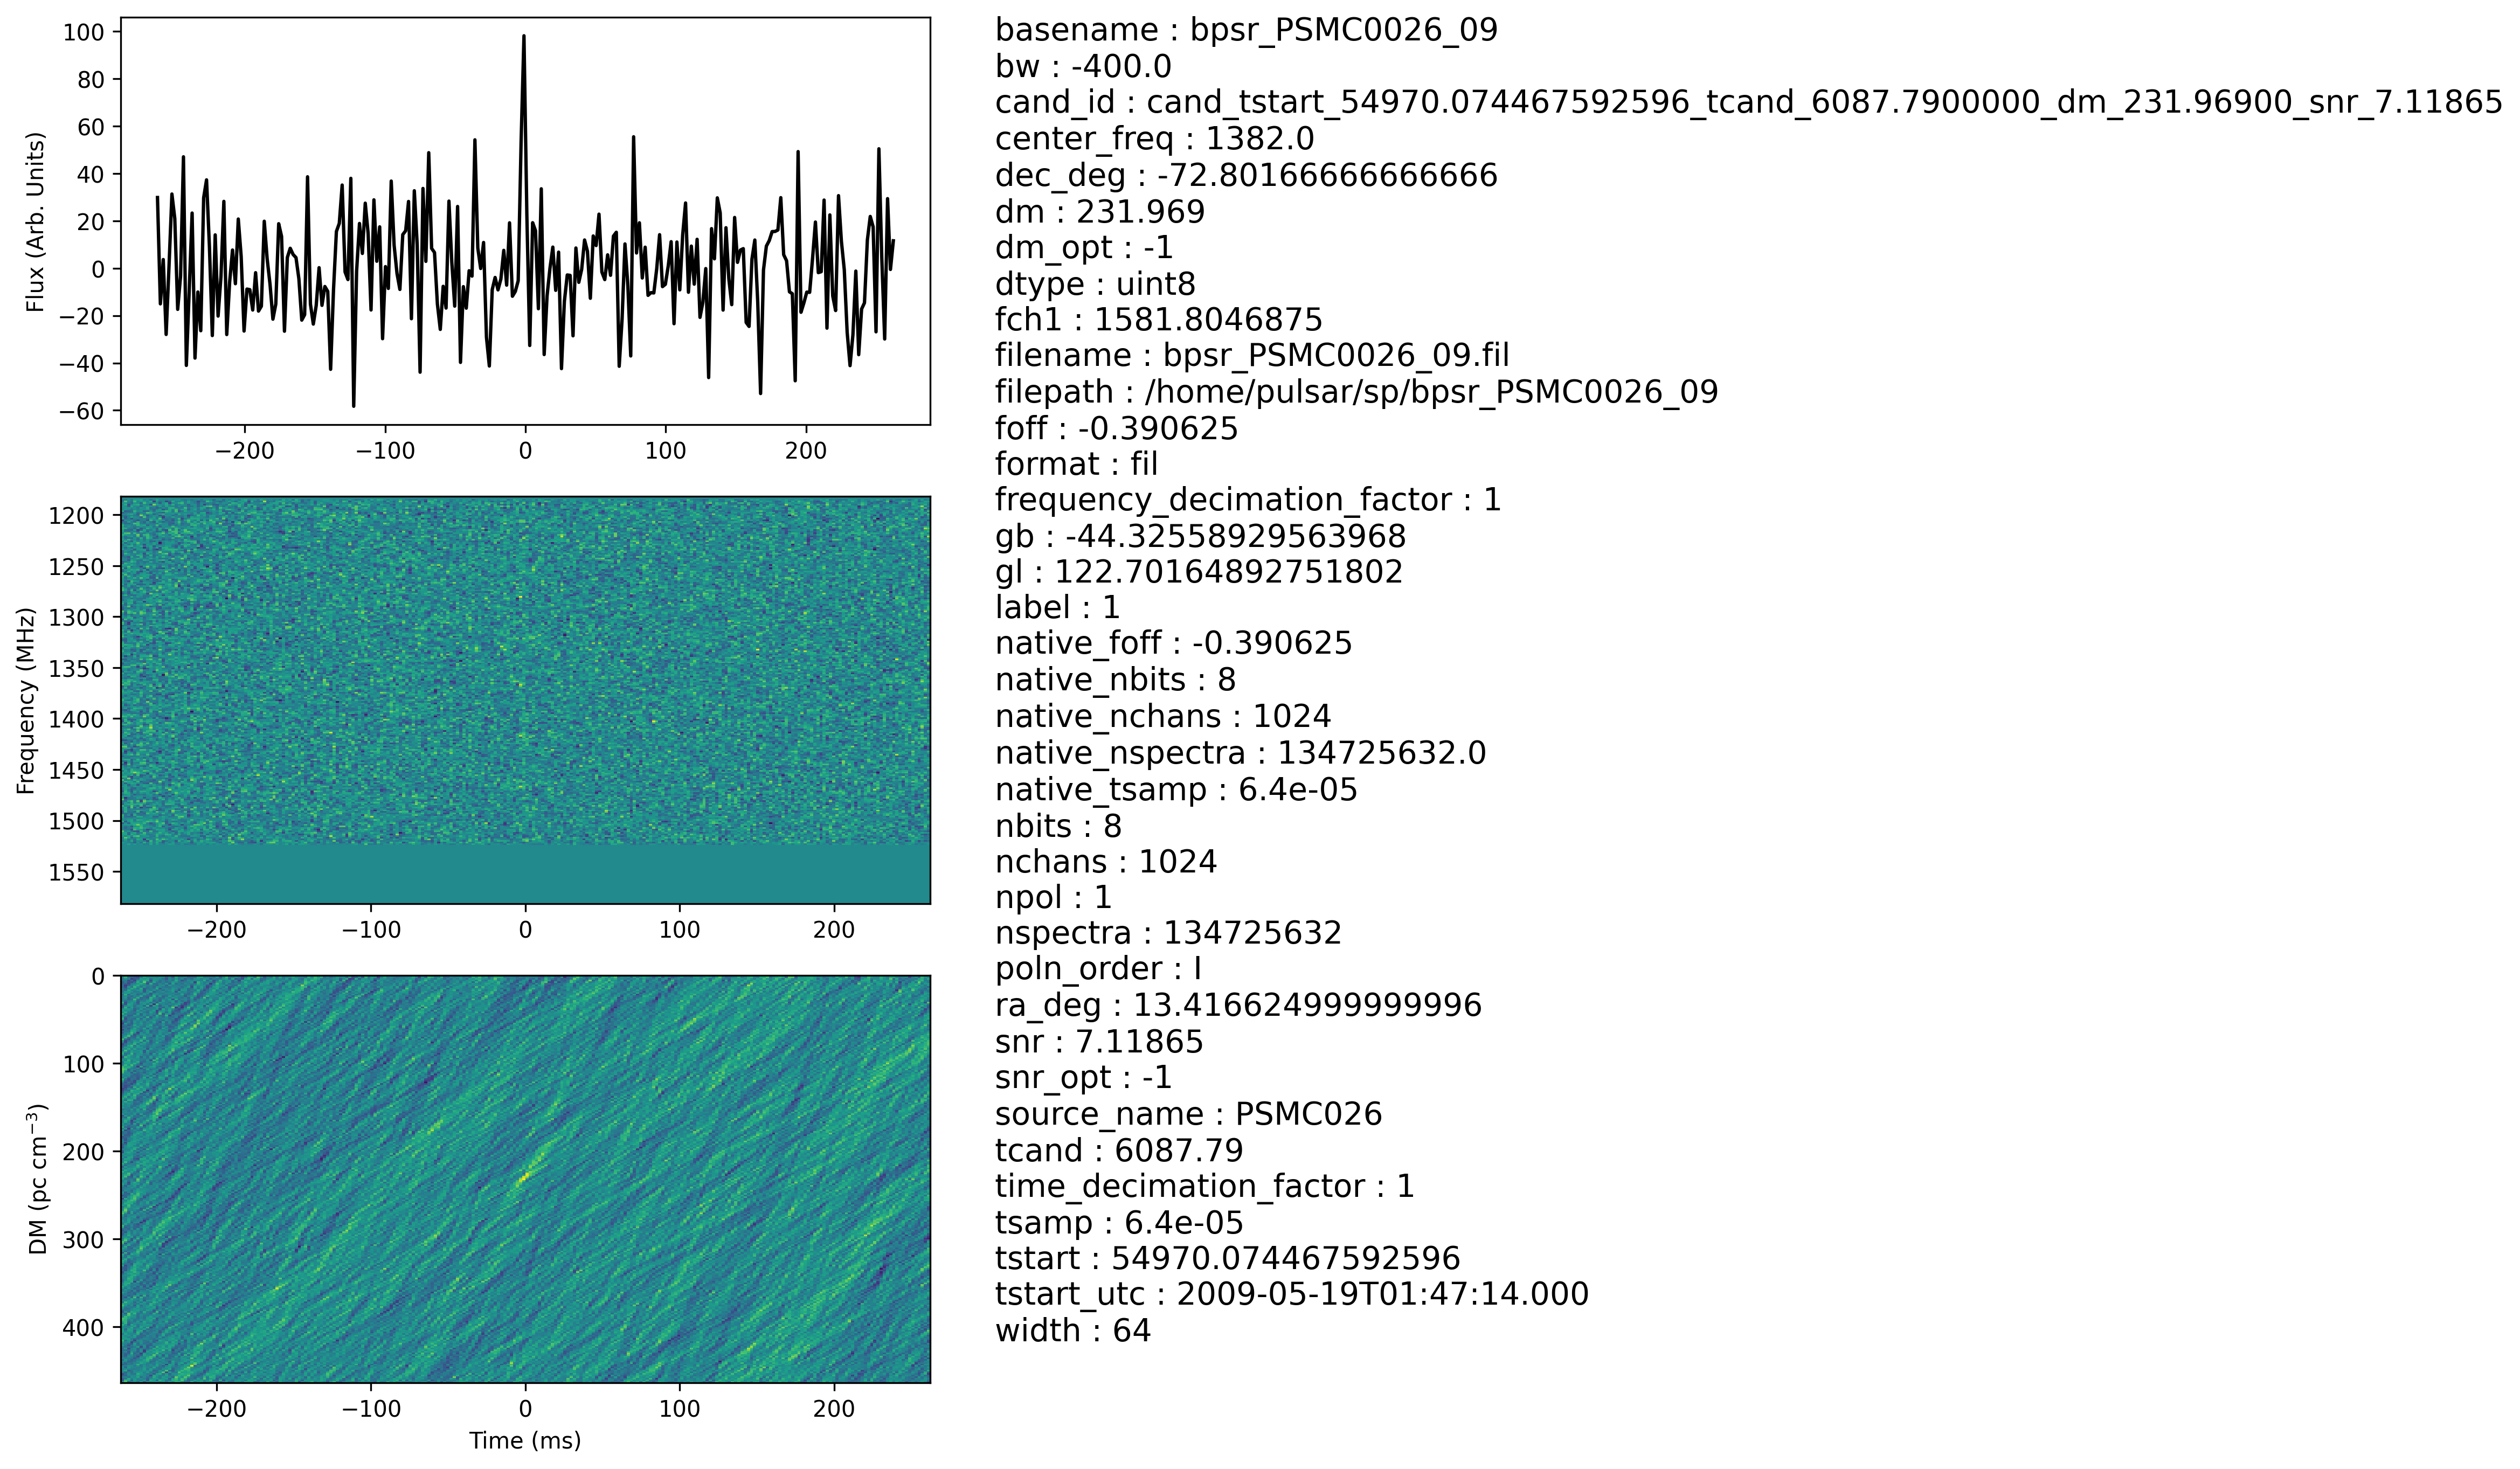 100
80
60
40
20
0
−20
−40
−60
Flux (Arb. Units)
−200 −100 0 100 200
1200
1250
1300
1350
1400
1450
1500
1550
Frequency (MHz)
−200 −100 0 100 200
0
100
200
300
400
DM (pc cm⁻³)
−200 −100 0 100 200
Time (ms)
basename : bpsr_PSMC0026_09
bw : -400.0
cand_id : cand_tstart_54970.074467592596_tcand_6087.7900000_dm_231.96900_snr_7.11865
center_freq : 1382.0
dec_deg : -72.80166666666666
dm : 231.969
dm_opt : -1
dtype : uint8
fch1 : 1581.8046875
filename : bpsr_PSMC0026_09.fil
filepath : /home/pulsar/sp/bpsr_PSMC0026_09
foff : -0.390625
format : fil
frequency_decimation_factor : 1
gb : -44.32558929563968
gl : 122.70164892751802
label : 1
native_foff : -0.390625
native_nbits : 8
native_nchans : 1024
native_nspectra : 134725632.0
native_tsamp : 6.4e-05
nbits : 8
nchans : 1024
npol : 1
nspectra : 134725632
poln_order : I
ra_deg : 13.416624999999996
snr : 7.11865
snr_opt : -1
source_name : PSMC026
tcand : 6087.79
time_decimation_factor : 1
tsamp : 6.4e-05
tstart : 54970.074467592596
tstart_utc : 2009-05-19T01:47:14.000
width : 64